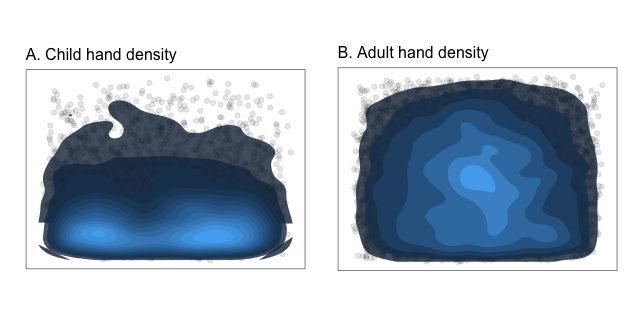 A. Child hand density
B. Adult hand density